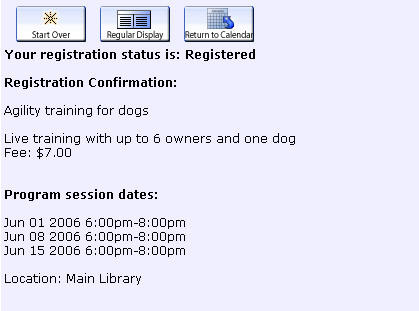 Start Over Regular Display Return to Calendar
Your registration status is: Registered
Registration Confirmation:
Agility training for dogs
Live training with up to 6 owners and one dog
Fee: $7.00
Program session dates:
Jun 01 2006 6:00pm-8:00pm
Jun 08 2006 6:00pm-8:00pm
Jun 15 2006 6:00pm-8:00pm
Location: Main Library